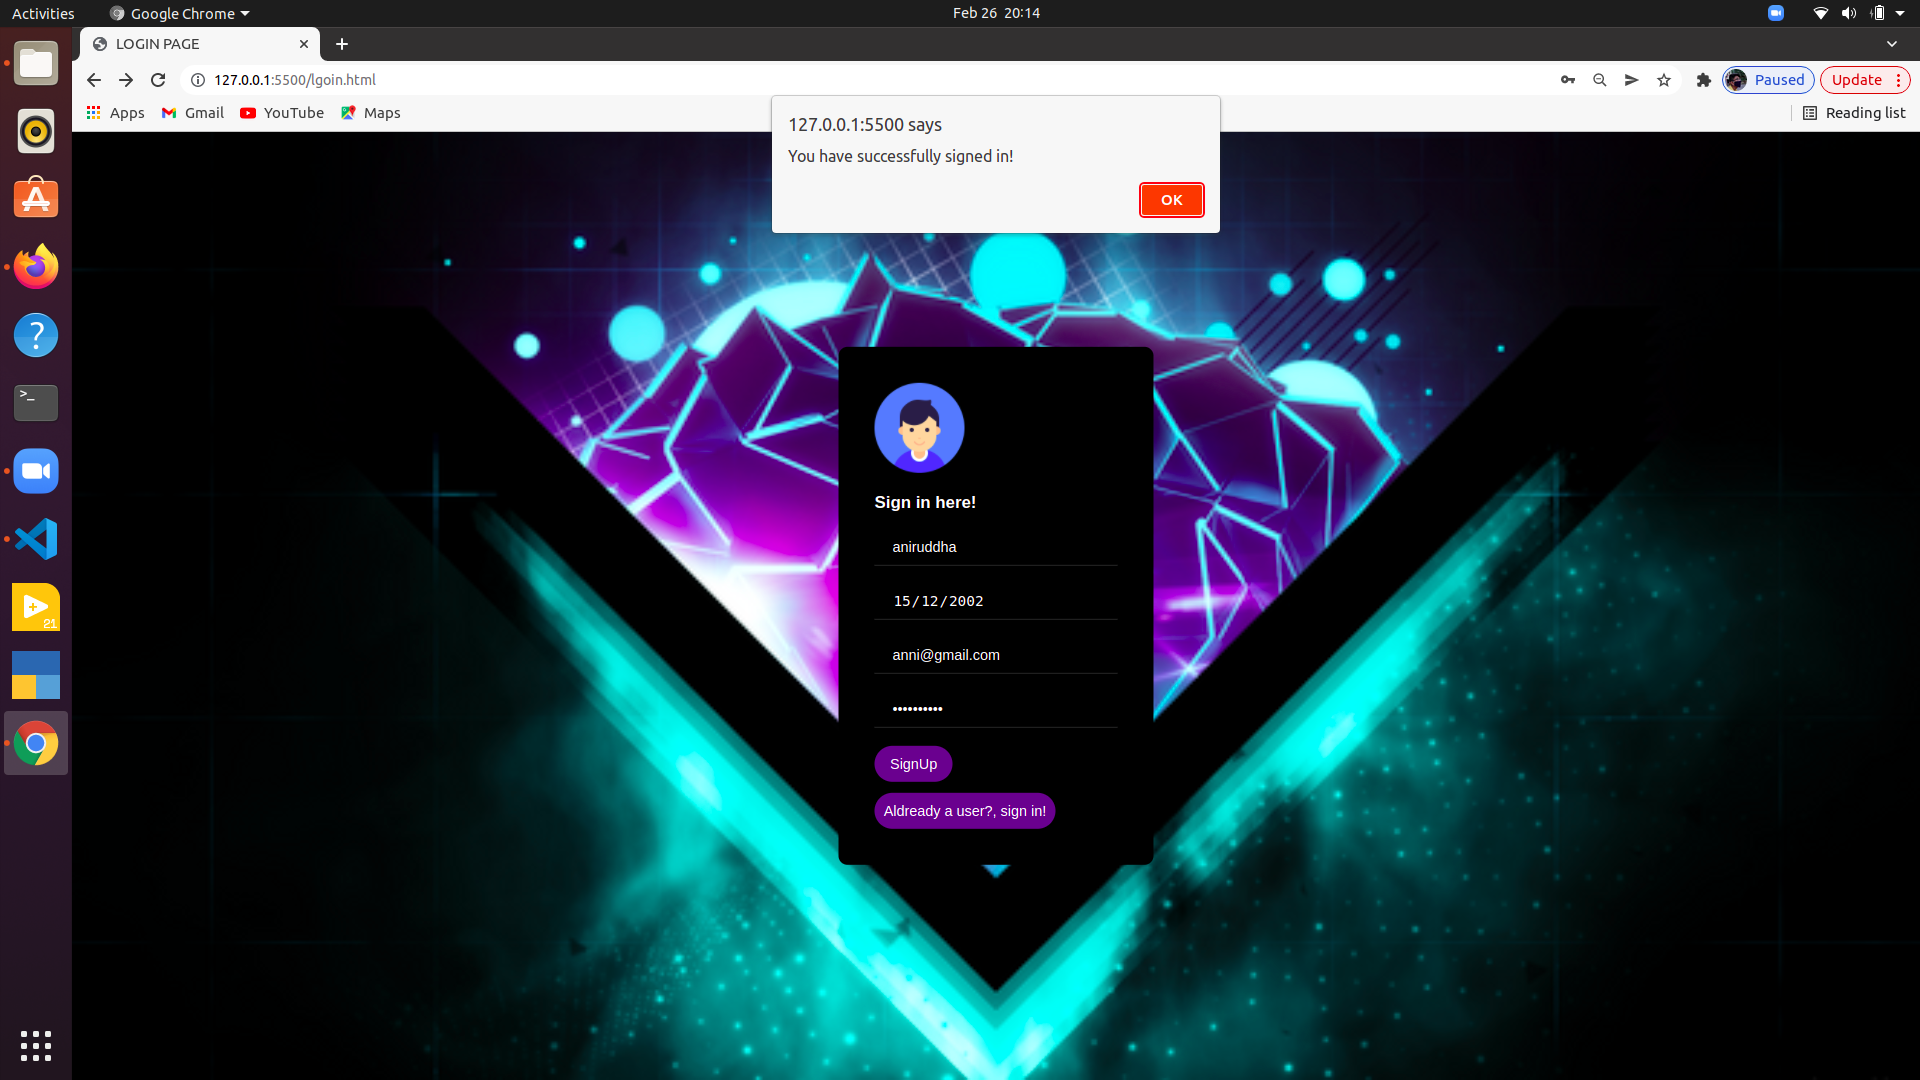 Activities
Google Chrome
Feb 26 20:14
LOGIN PAGE
127.0.0.1:5500/lgoin.html
Paused
Update
Apps
Gmail
YouTube
Maps
Reading list
127.0.0.1:5500 says
You have successfully signed in!
OK
Sign in here!
aniruddha
15/12/2002
anni@gmail.com
••••••••••
SignUp
Aldready a user?, sign in!
>_
21